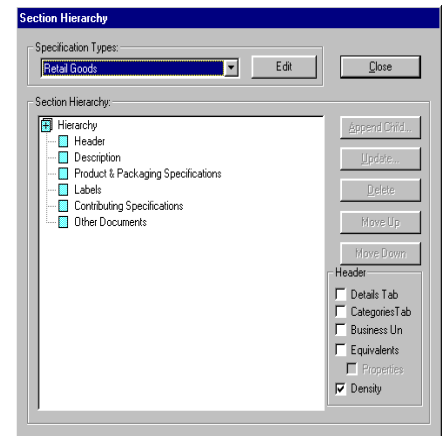 Section Hierarchy
Specification Types:
Retail Goods
Edit
Close
Section Hierarchy:
Hierarchy
Header
Description
Product & Packaging Specifications
Labels
Contributing Specifications
Other Documents
Append Child...
Update...
Delete
Move Up
Move Down
Header
Details Tab
CategoriesTab
Business Un
Equivalents
Properties
Density